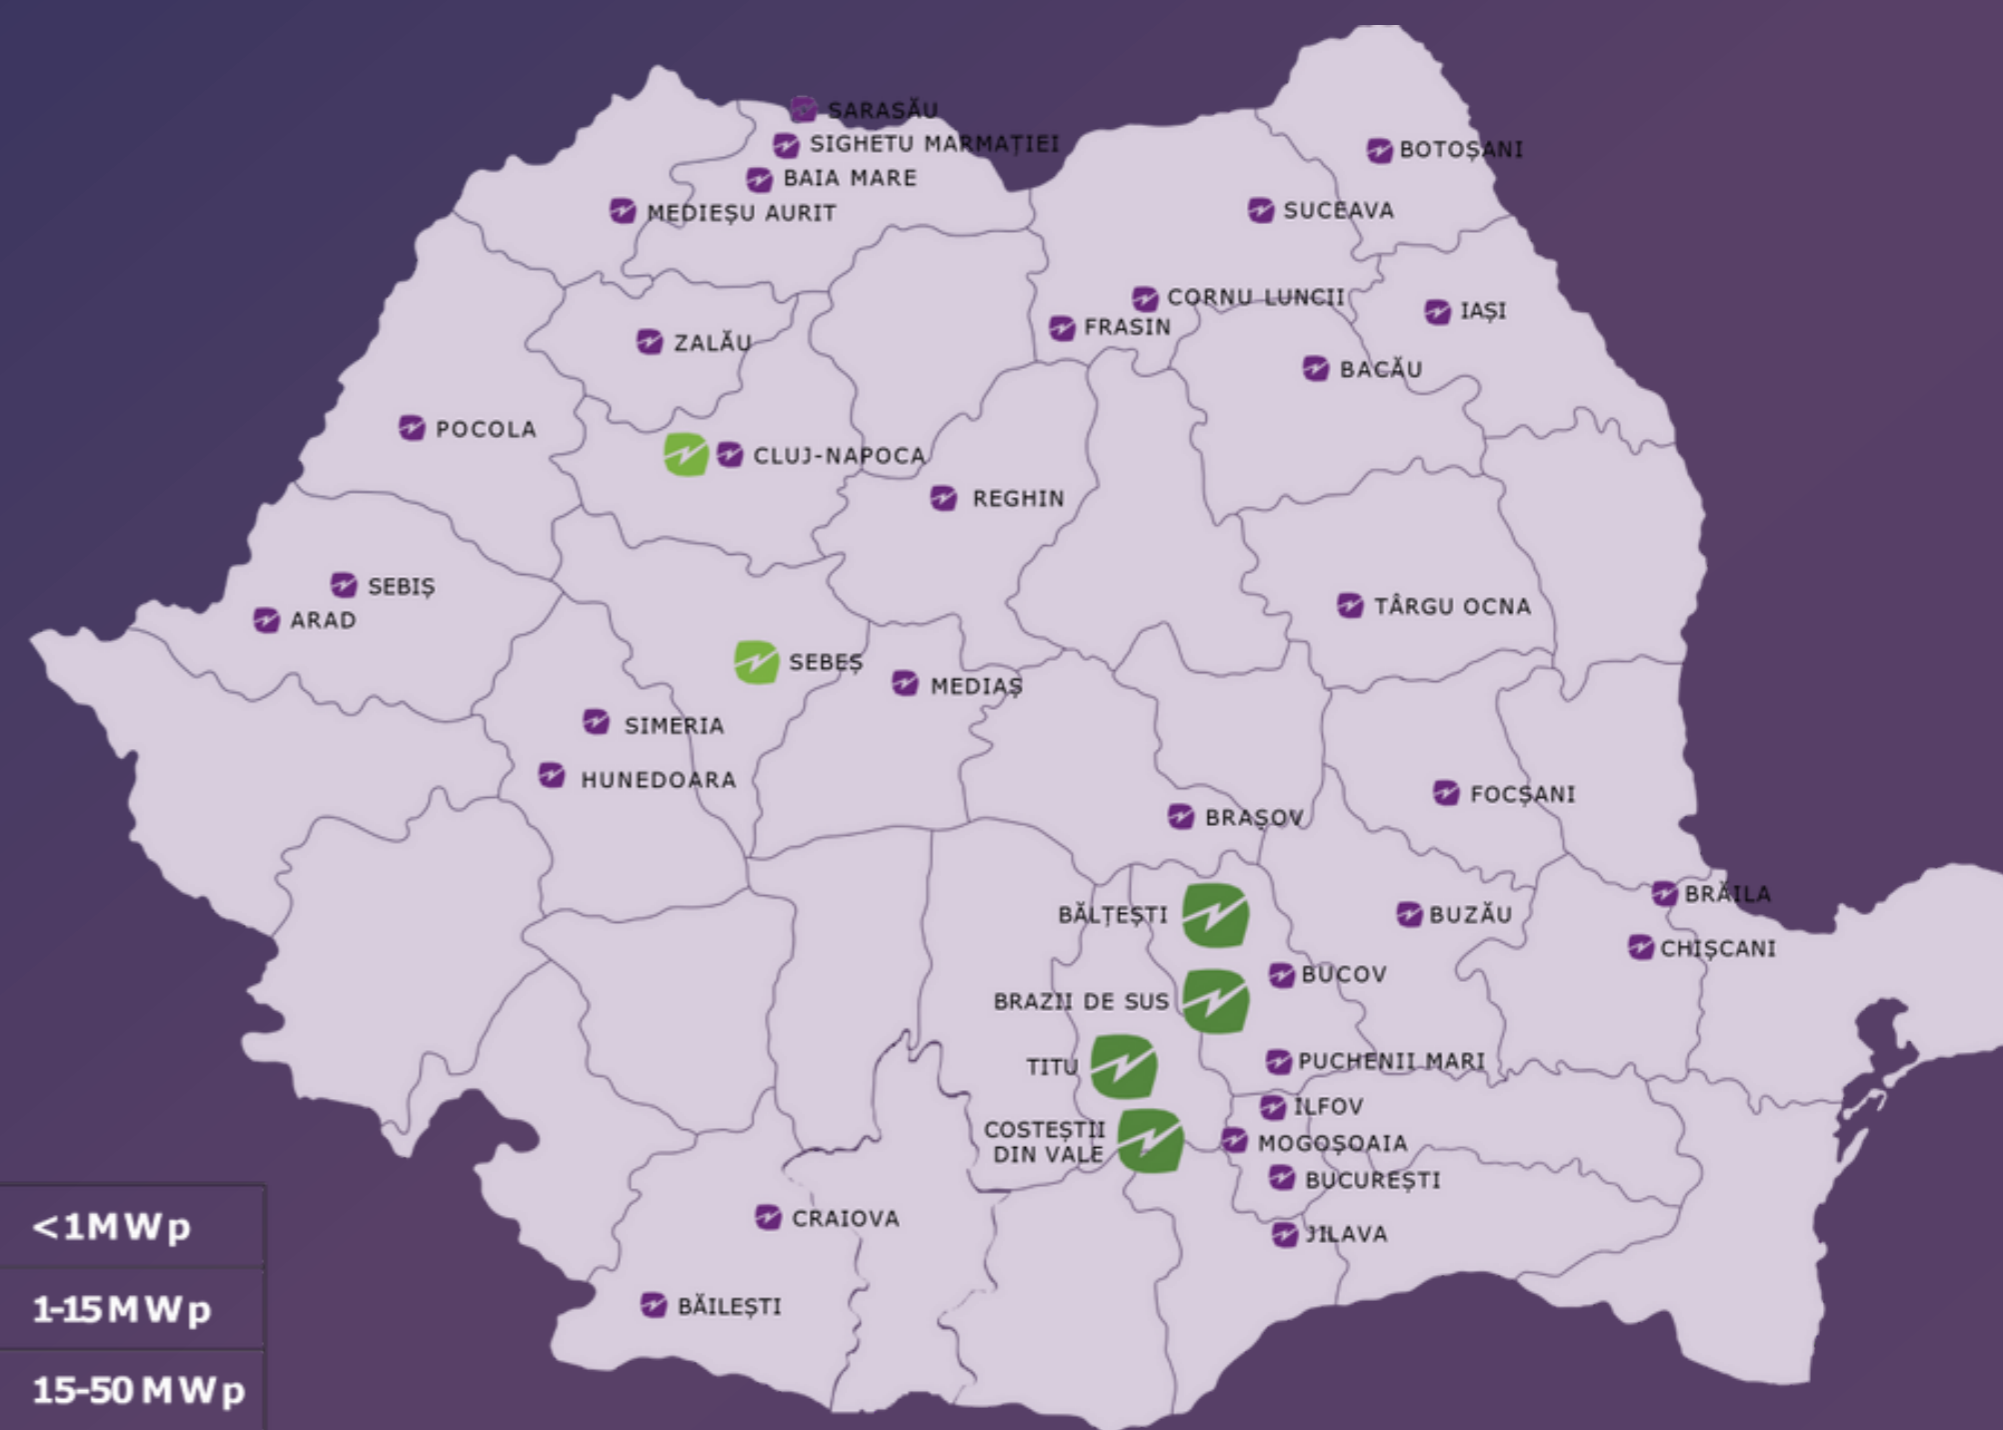 SARASĂU
SIGHETU MARMAȚIEI
BAIA MARE
MEDIEȘU AURIT
BOTOȘANI
SUCEAVA
CORNU LUNCII
FRASIN
IAȘI
ZALĂU
BACĂU
POCOLA
CLUJ-NAPOCA
REGHIN
SEBIȘ
ARAD
TÂRGU OCNA
SEBEȘ
MEDIAȘ
SIMERIA
HUNEDOARA
FOCȘANI
BRAȘOV
BRĂILA
BĂLȚEȘTI
BUZĂU
CHIȘCANI
BUCOV
BRAZII DE SUS
TITU
PUCHENII MARI
ILFOV
COSTEȘTII
DIN VALE
MOGOȘOAIA
BUCUREȘTI
CRAIOVA
JILAVA
BĂILEȘTI
<1MWp
1-15MWp
15-50MWp